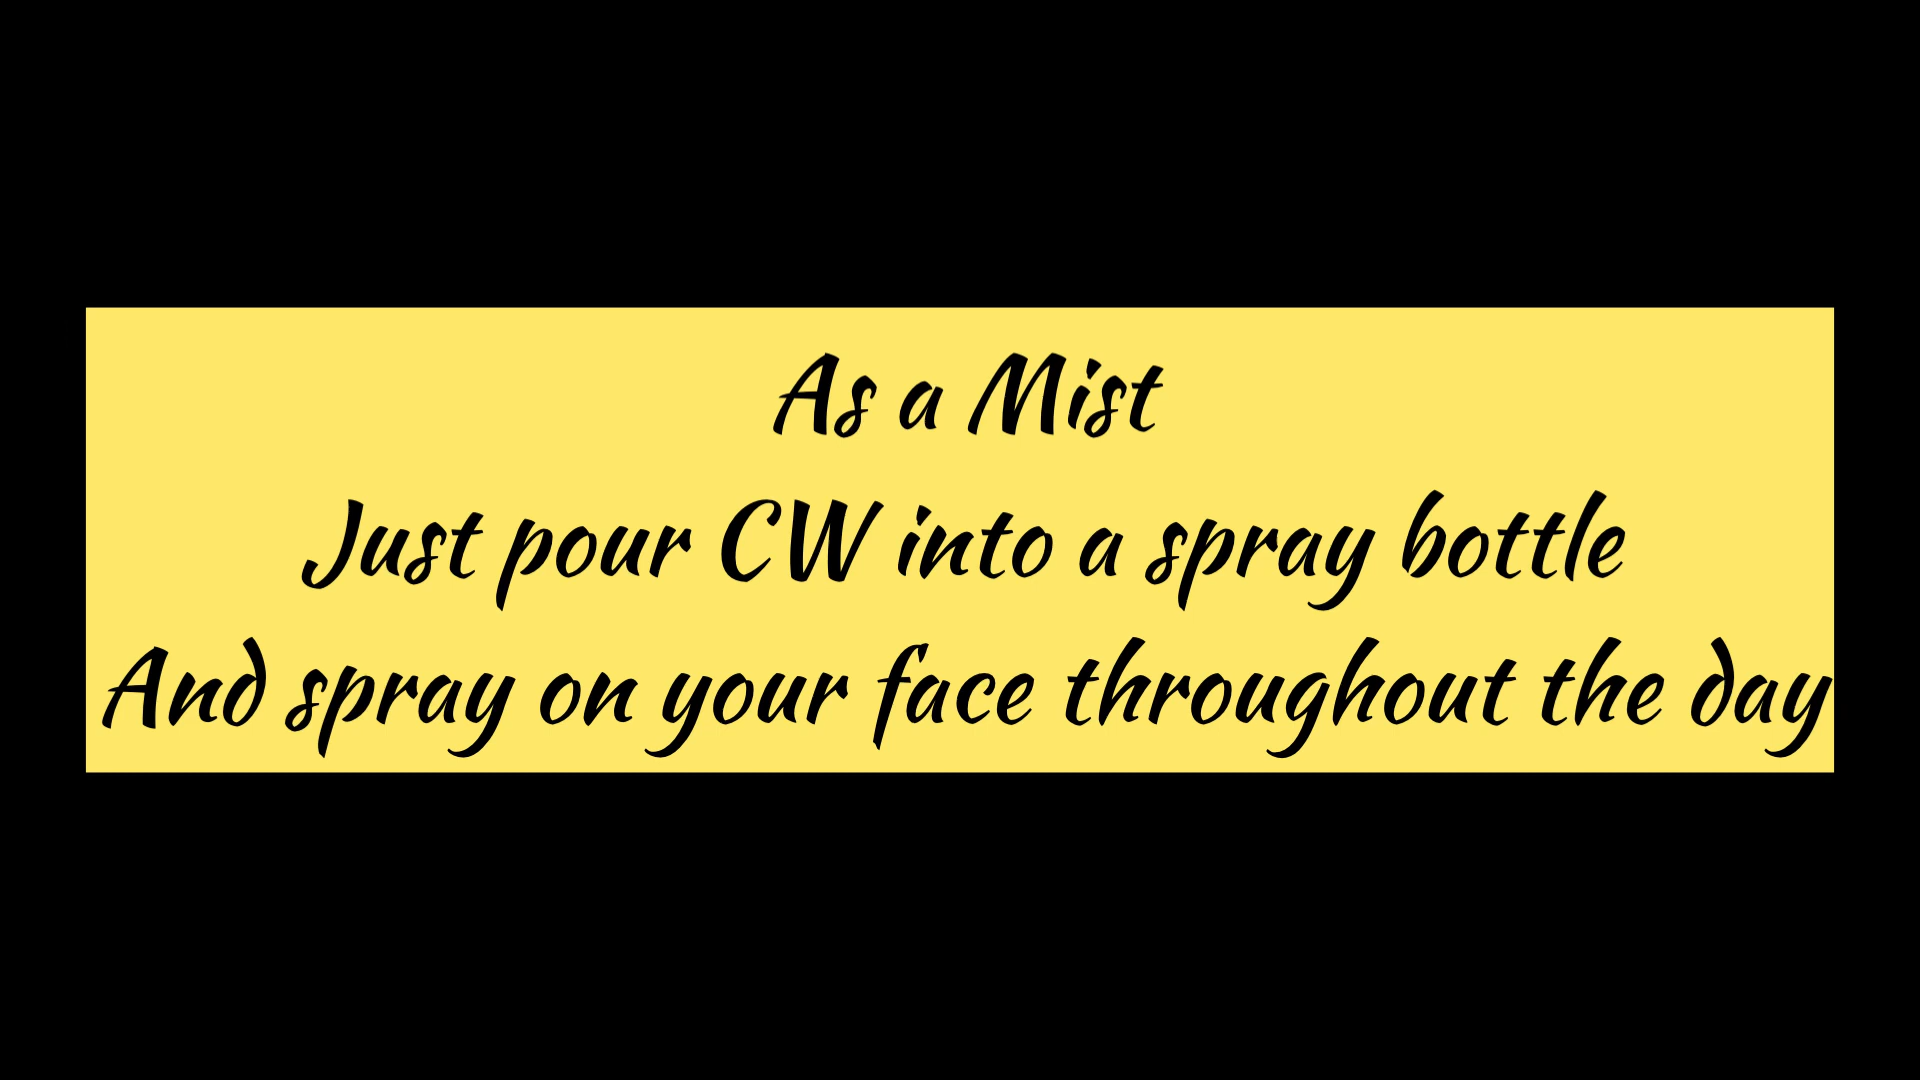 As a Mist
Just pour CW into a spray bottle
And spray on your face throughout the day